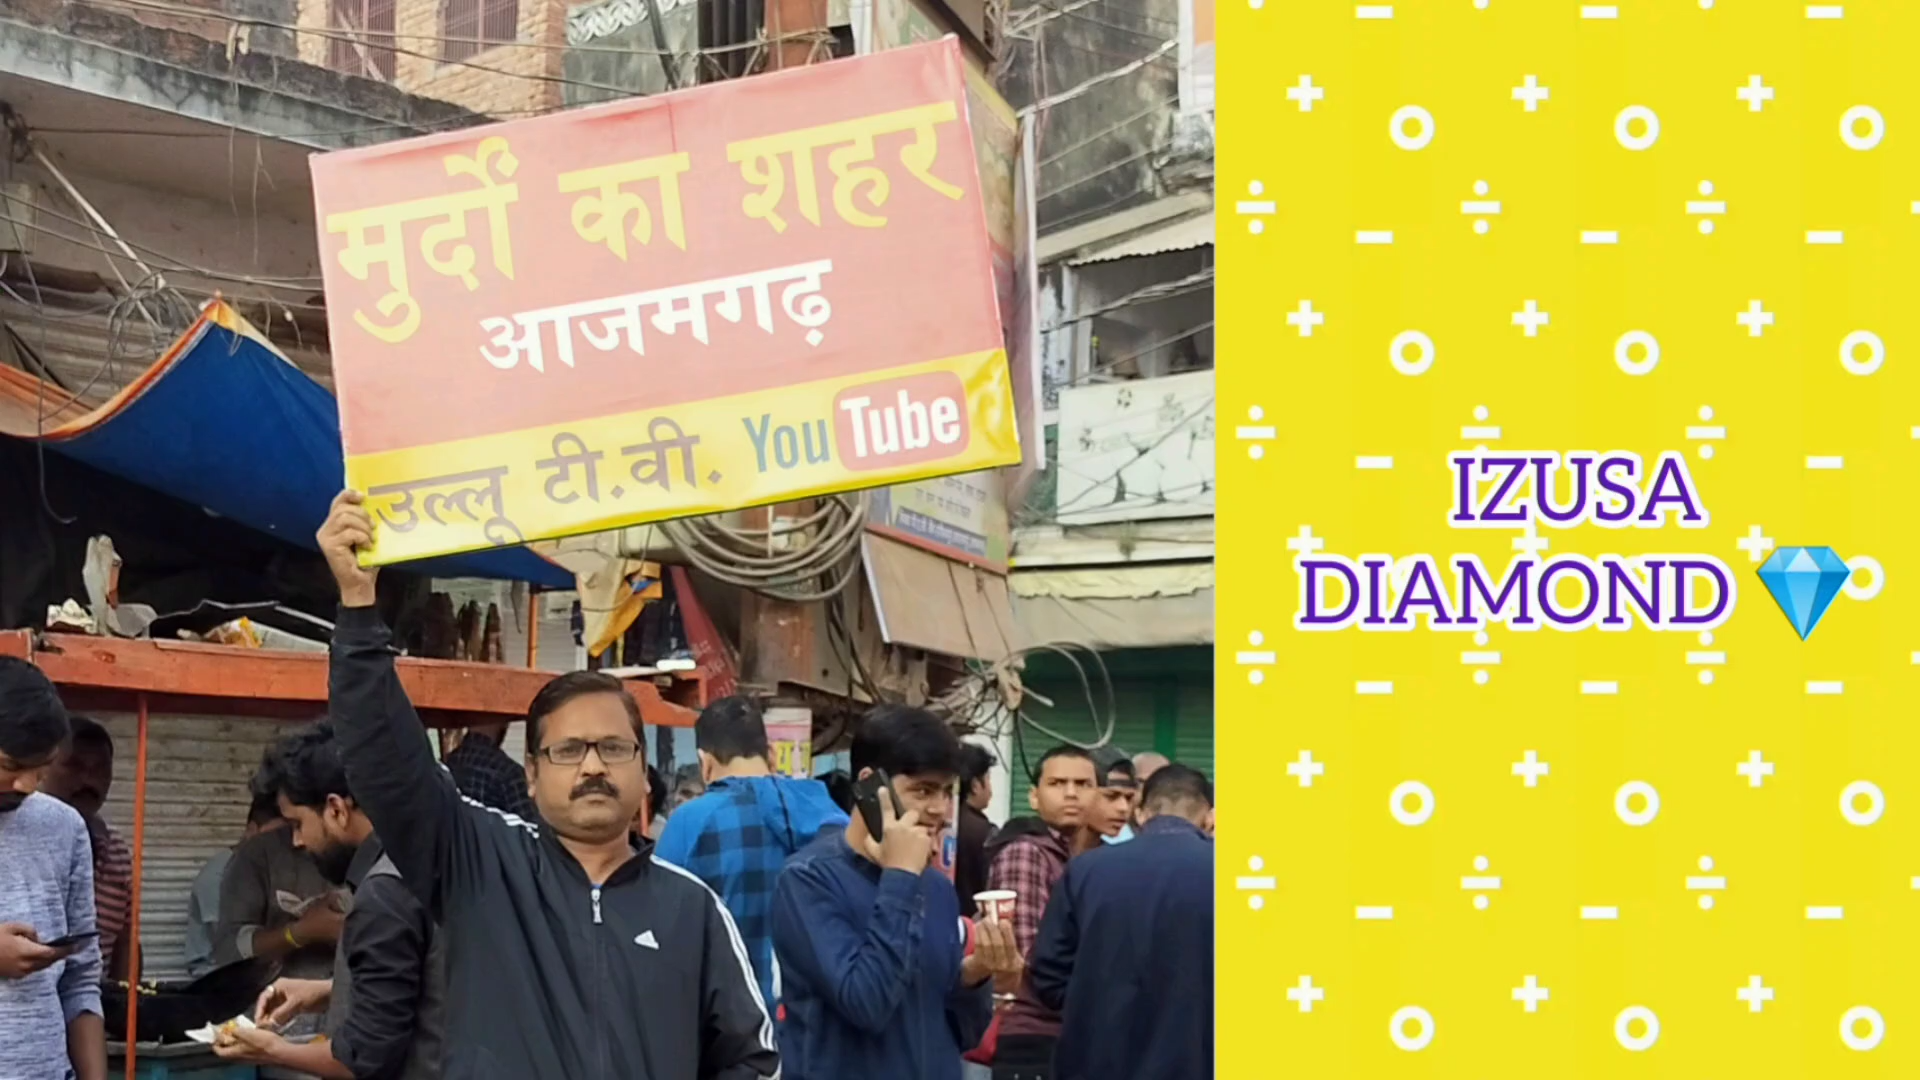 मुर्दों का शहर
आजमगढ़
उल्लू टी.वी. YouTube
IZUSA
DIAMOND